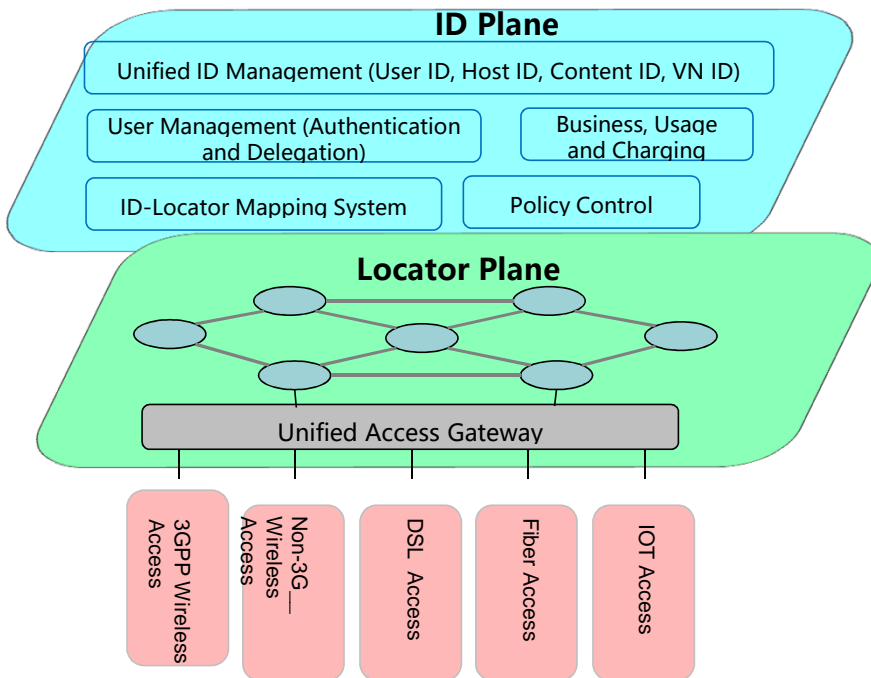 ID Plane
Unified ID Management (User ID, Host ID, Content ID, VN ID)
User Management (Authentication
and Delegation)
Business, Usage
and Charging
ID-Locator Mapping System
Policy Control
Locator Plane
Unified Access Gateway
3GPP Wireless
Access
Non-3G__
Wireless
Access
DSL Access
Fiber Access
IOT Access